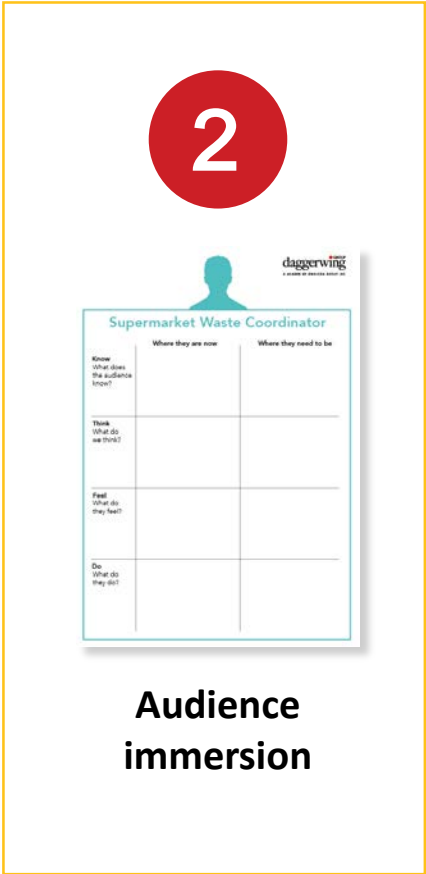 2
GROUP
daggerwing
Supermarket Waste Coordinator
Where they are now Where they need to be
Know
What does
the audience
know?
Think
What do
we think?
Feel
What do
they feel?
Do
What do
they do?
Audience
immersion